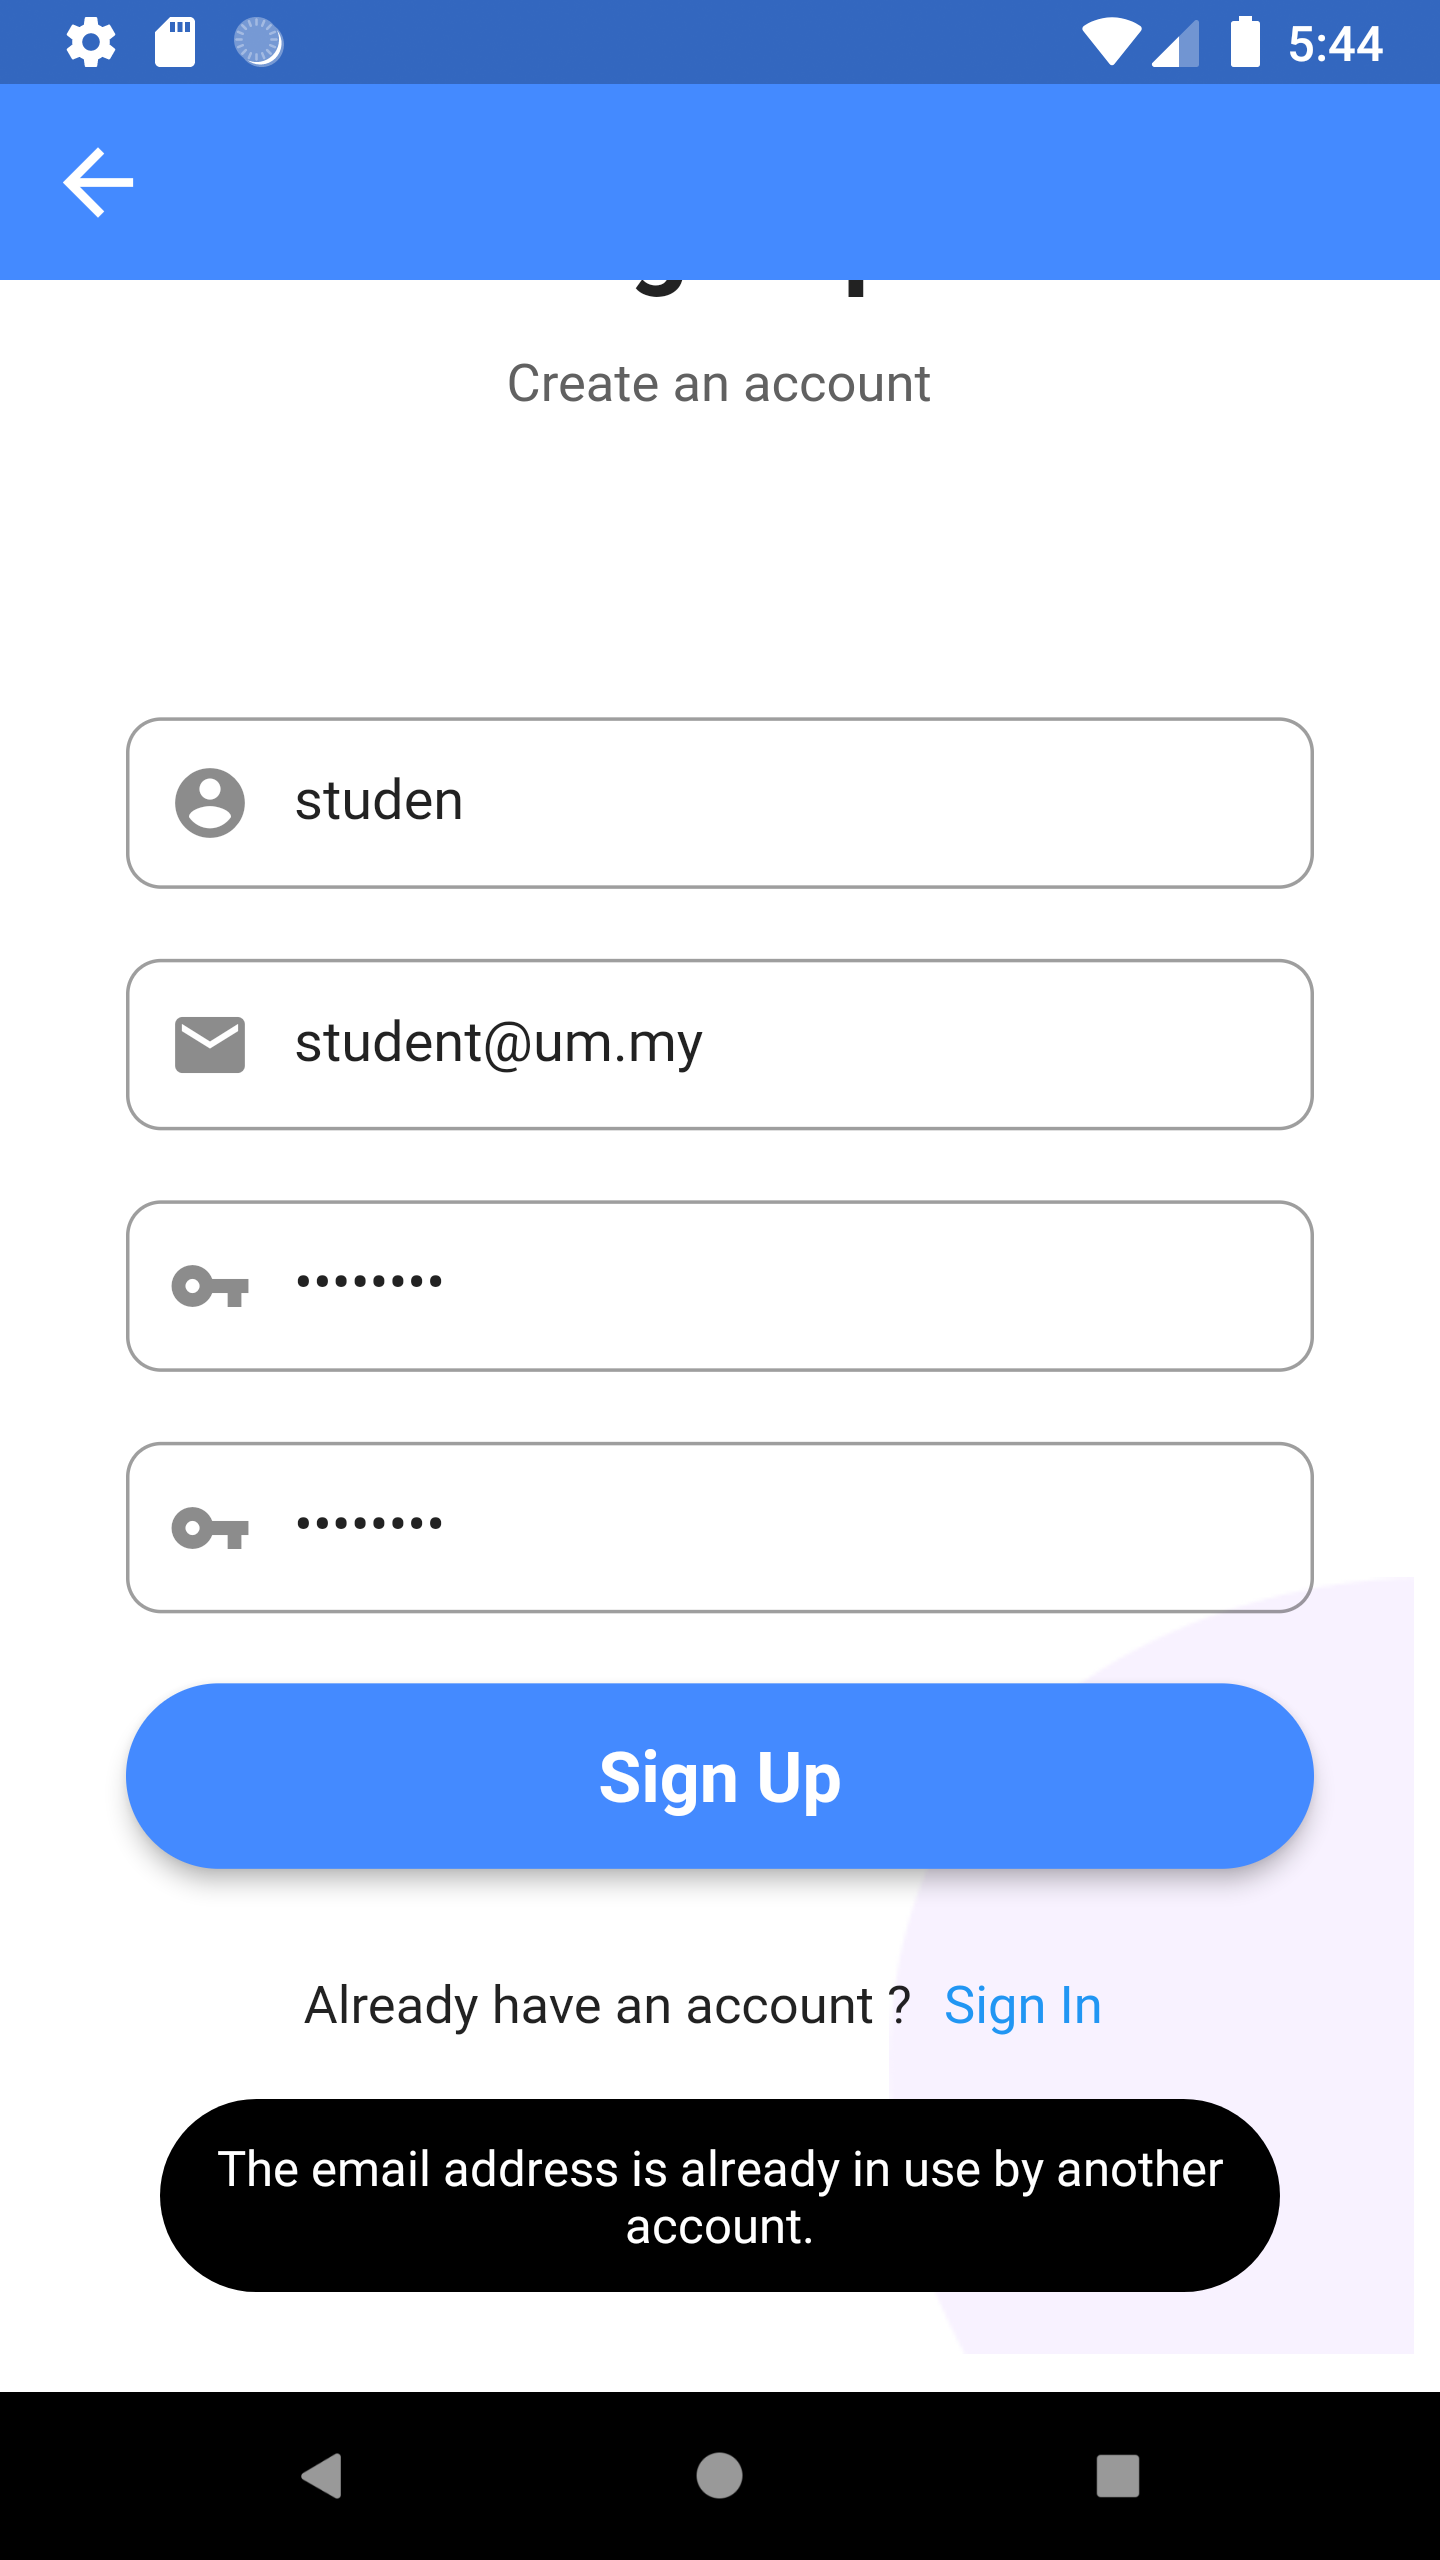 5:44
Create an account
studen
student@um.my
••••••••
••••••••
Sign Up
Already have an account ? Sign In
The email address is already in use by another
account.